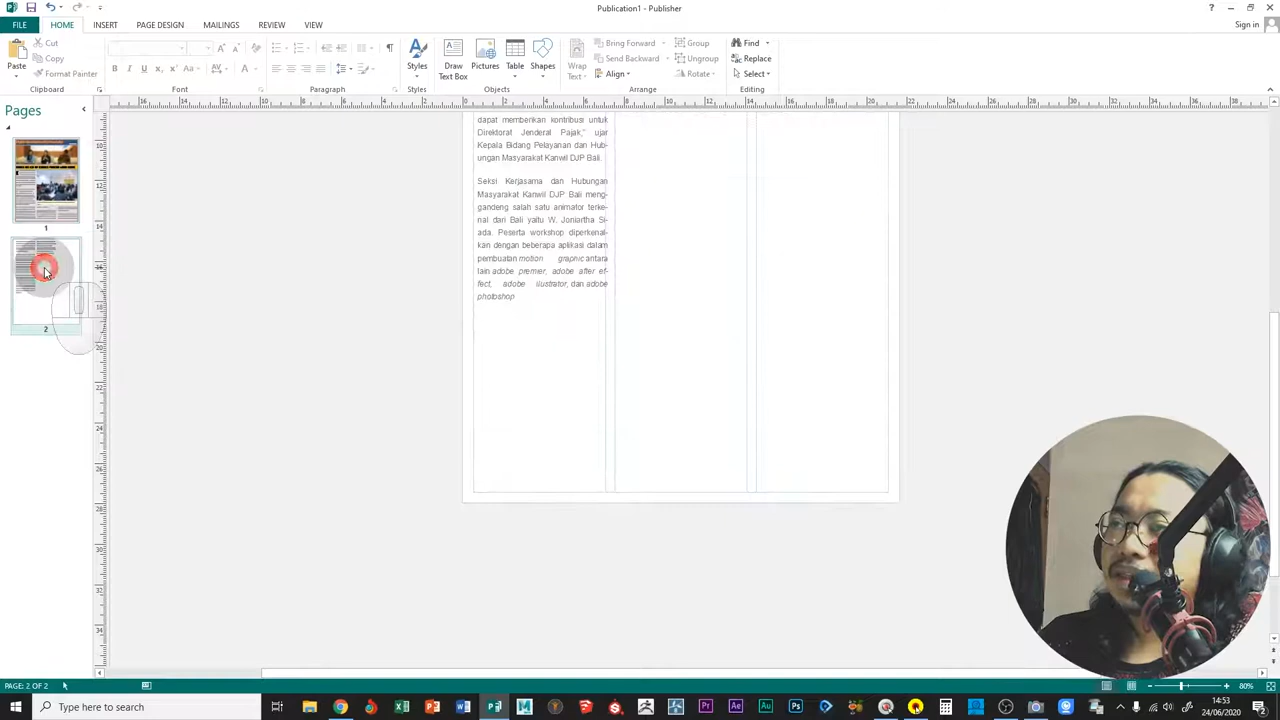 Publication1 - Publisher
Sign in
FILE HOME INSERT PAGE DESIGN MAILINGS REVIEW VIEW
Paste
Cut
Copy
Format Painter
Clipboard
Font
Paragraph
Styles
Styles
Draw
Text Box
Pictures
Table
Shapes
Objects
Wrap
Text
Bring Forward
Send Backward
Align
Group
Ungroup
Rotate
Arrange
Find
Replace
Select
Editing
Pages
1
2
dapat memberikan kontribusi untuk
Direktorat Jenderal Pajak,” ujar
Kepala Bidang Pelayanan dan Hub-
ungan Masyarakat Kanwil DJP Bali.
Seksi Kerjasama dan Hubungan
Masyarakat Kanwil DJP Bali meng-
gandeng salah satu animator terke-
nal dari Bali yaitu W. Joniartha Si-
ada. Peserta workshop diperkenal-
kan dengan beberapa aplikasi dalam
pembuatan motion graphic antara
lain adobe premier, adobe after ef-
fect, adobe ilustrator, dan adobe
photoshop
PAGE: 2 OF 2
80%
Type here to search
14:53
24/06/2020